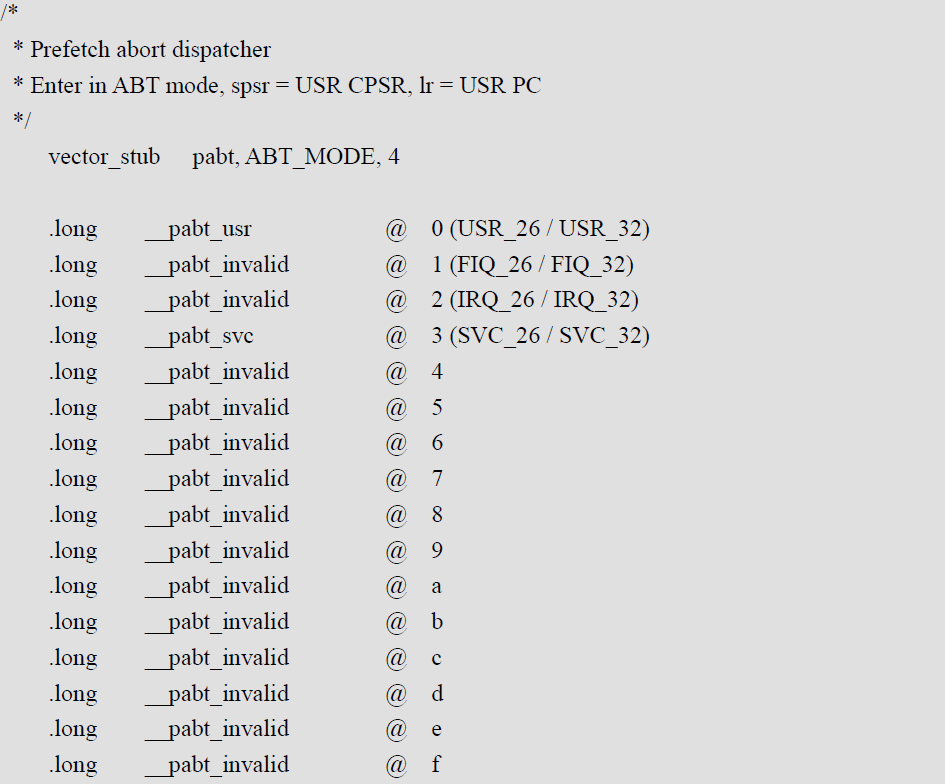 /*
* Prefetch abort dispatcher
* Enter in ABT mode, spsr = USR CPSR, lr = USR PC
*/
vector_stub pabt, ABT_MODE, 4
.long __pabt_usr @ 0 (USR_26 / USR_32)
.long __pabt_invalid @ 1 (FIQ_26 / FIQ_32)
.long __pabt_invalid @ 2 (IRQ_26 / IRQ_32)
.long __pabt_svc @ 3 (SVC_26 / SVC_32)
.long __pabt_invalid @ 4
.long __pabt_invalid @ 5
.long __pabt_invalid @ 6
.long __pabt_invalid @ 7
.long __pabt_invalid @ 8
.long __pabt_invalid @ 9
.long __pabt_invalid @ a
.long __pabt_invalid @ b
.long __pabt_invalid @ c
.long __pabt_invalid @ d
.long __pabt_invalid @ e
.long __pabt_invalid @ f